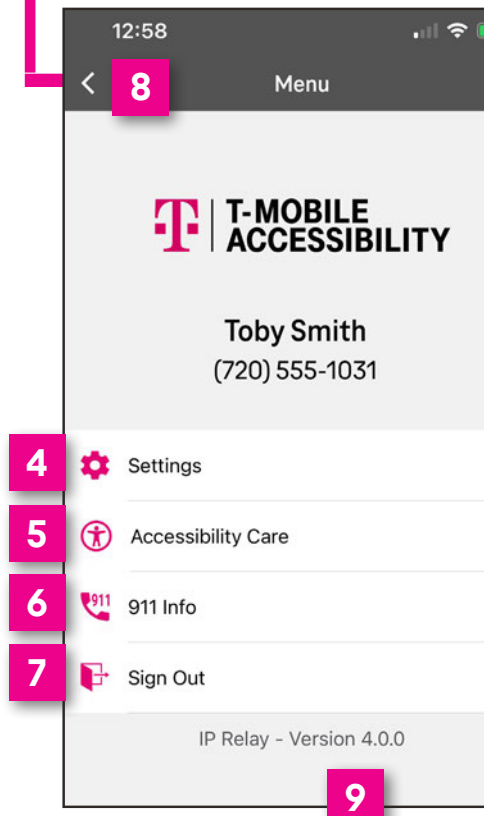 12:58
8
Menu
T-MOBILE
ACCESSIBILITY
Toby Smith
(720) 555-1031
4 Settings
5 Accessibility Care
6 911 911 Info
7 Sign Out
IP Relay - Version 4.0.0
9